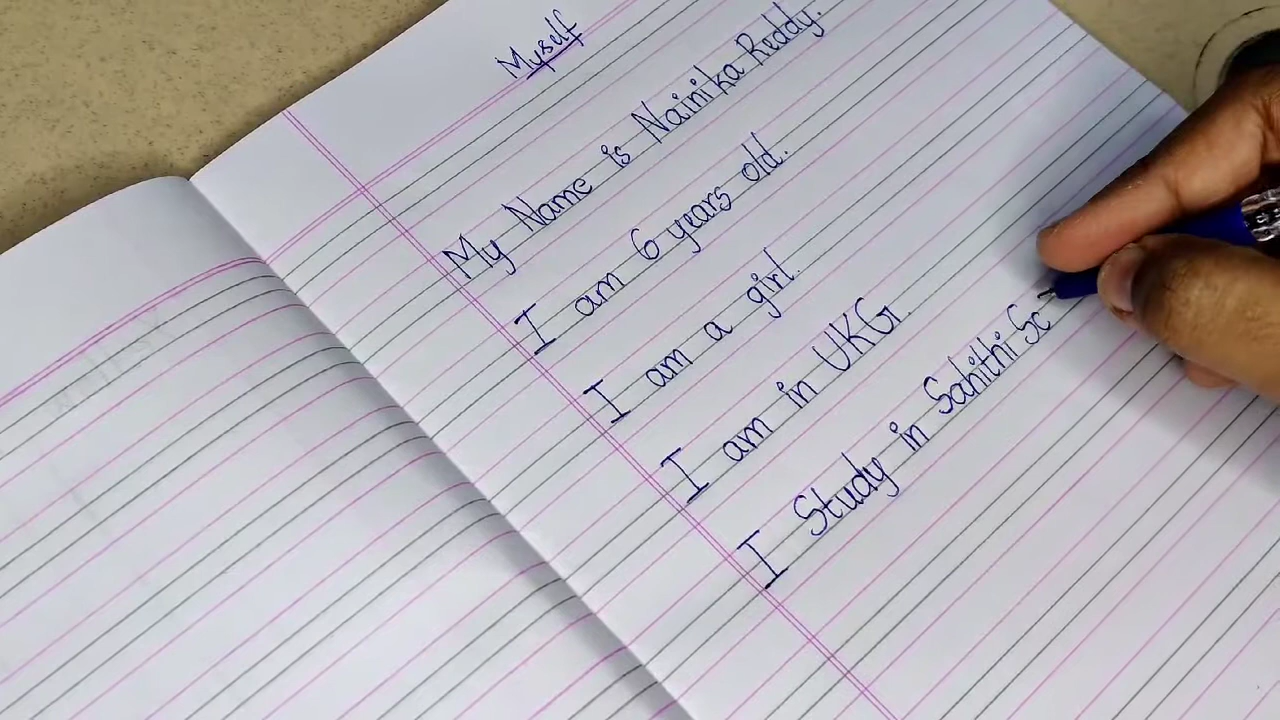 Myself
My Name is Nainika Reddy.
I am 6 years old.
I am a girl.
I am in UKG.
I Study in Sahithi Sc